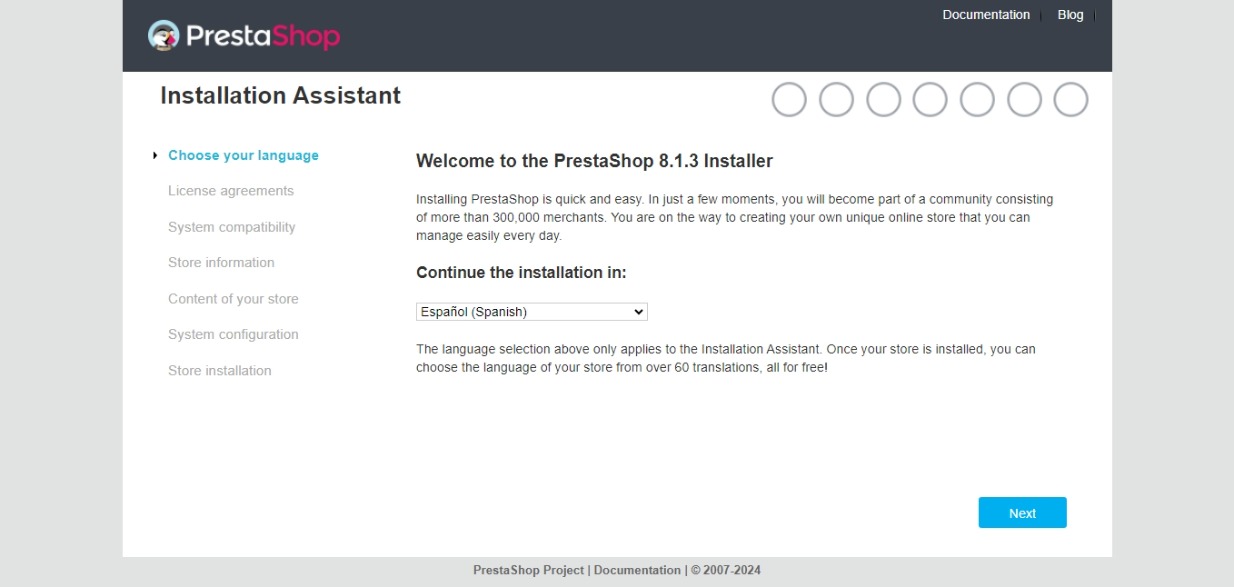 PrestaShop
Documentation
Blog
Installation Assistant
Choose your language
License agreements
System compatibility
Store information
Content of your store
System configuration
Store installation
Welcome to the PrestaShop 8.1.3 Installer
Installing PrestaShop is quick and easy. In just a few moments, you will become part of a community consisting
of more than 300,000 merchants. You are on the way to creating your own unique online store that you can
manage easily every day.
Continue the installation in:
Español (Spanish)
The language selection above only applies to the Installation Assistant. Once your store is installed, you can
choose the language of your store from over 60 translations, all for free!
Next
PrestaShop Project | Documentation | © 2007-2024